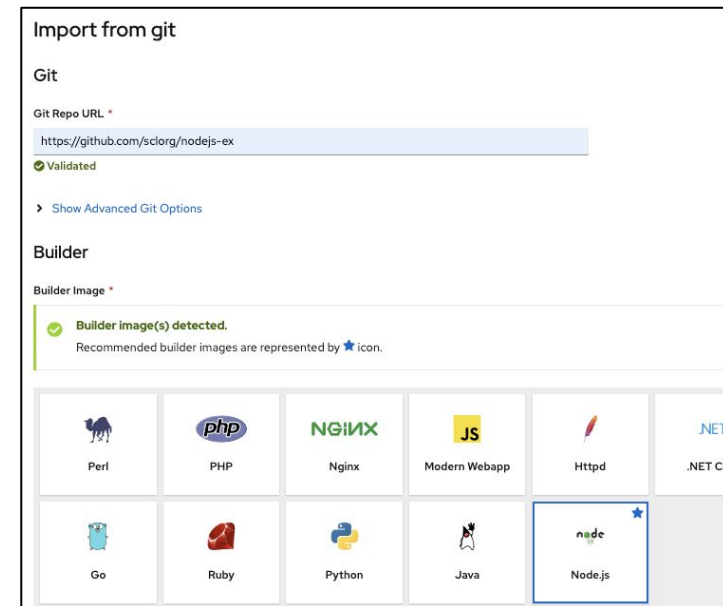 Import from git
Git
Git Repo URL *
https://github.com/sclorg/nodejs-ex
Validated
Show Advanced Git Options
Builder
Builder Image *
Builder image(s) detected.
Recommended builder images are represented by icon.
php NGINX JS .NET
Perl PHP Nginx Modern Webapp Httpd .NET C
node
Go Ruby Python Java Node.js